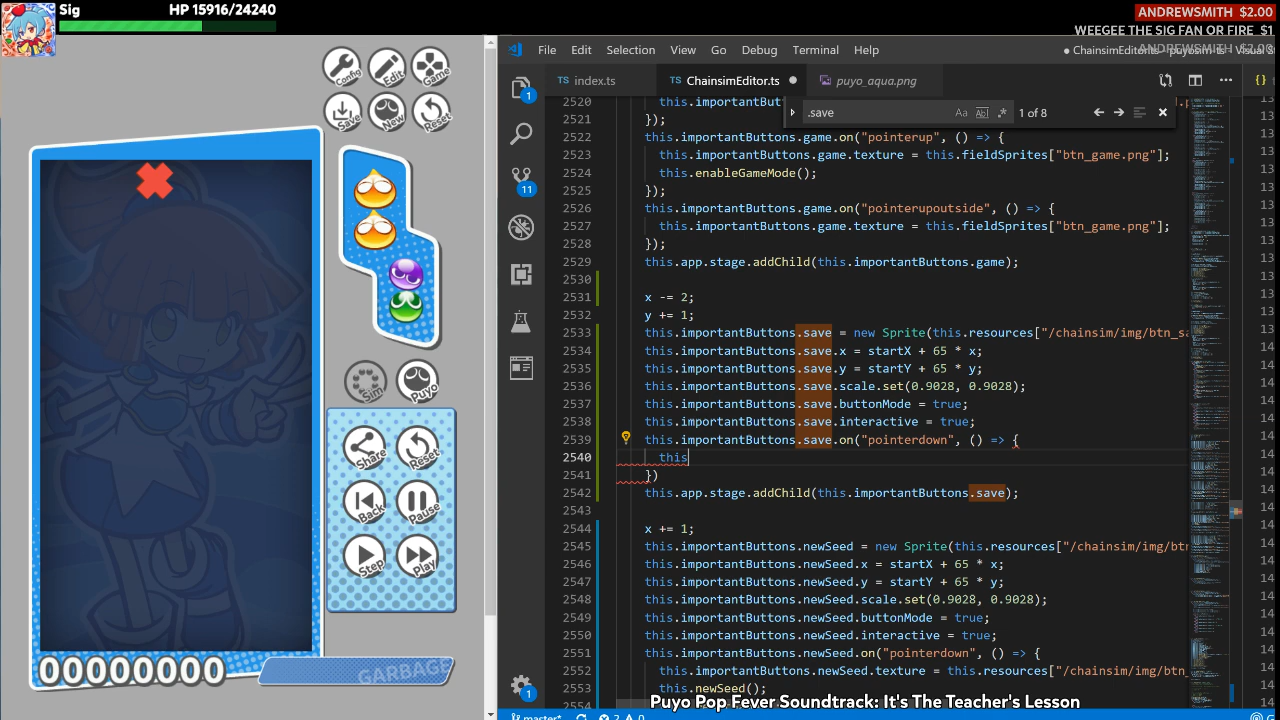 Sig
HP 15916/24240
ANDREWSMITH $2.00
WEEGEE THE SIG FAN OR FIRE $1
ANDREWSMITH $2.00
Config
Edit
Game
Save
New
Reset
Sim
Puyo
Share
Reset
Back
Pause
Step
Play
00000000
GARBAGE
File Edit Selection View Go Debug Terminal Help
TS index.ts
TS ChainsimEditor.ts ●
puyo_aqua.png
.save
1 of 8
2520 this.importantBut
2521 });
2522 this.importantButtons.game.on("pointerup", () => {
2523 this.importantButtons.game.texture = this.fieldSprites["btn_game.png"];
2524 this.enableGameMode();
2525 });
2526 this.importantButtons.game.on("pointerupoutside", () => {
2527 this.importantButtons.game.texture = this.fieldSprites["btn_game.png"];
2528 });
2529 this.app.stage.addChild(this.importantButtons.game);
2530
2531 x -= 2;
2532 y += 1;
2533 this.importantButtons.save = new Sprite(this.resources["/chainsim/img/btn_sa
2534 this.importantButtons.save.x = startX + * x;
2535 this.importantButtons.save.y = startY + * y;
2536 this.importantButtons.save.scale.set(0.9028, 0.9028);
2537 this.importantButtons.save.buttonMode = true;
2538 this.importantButtons.save.interactive = true;
2539 this.importantButtons.save.on("pointerdown", () => {
2540 this
2541 })
2542 this.app.stage.addChild(this.importantButtons.save);
2543
2544 x += 1;
2545 this.importantButtons.newSeed = new Sprite(this.resources["/chainsim/img/btn
2546 this.importantButtons.newSeed.x = startX + 65 * x;
2547 this.importantButtons.newSeed.y = startY + 65 * y;
2548 this.importantButtons.newSeed.scale.set(0.9028, 0.9028);
2549 this.importantButtons.newSeed.buttonMode = true;
2550 this.importantButtons.newSeed.interactive = true;
2551 this.importantButtons.newSeed.on("pointerdown", () => {
2552 this.importantButtons.newSeed.texture = this.resources["/chainsim/img/btn_
2553 this.newSeed
2554
1
11
1
master*
2 0